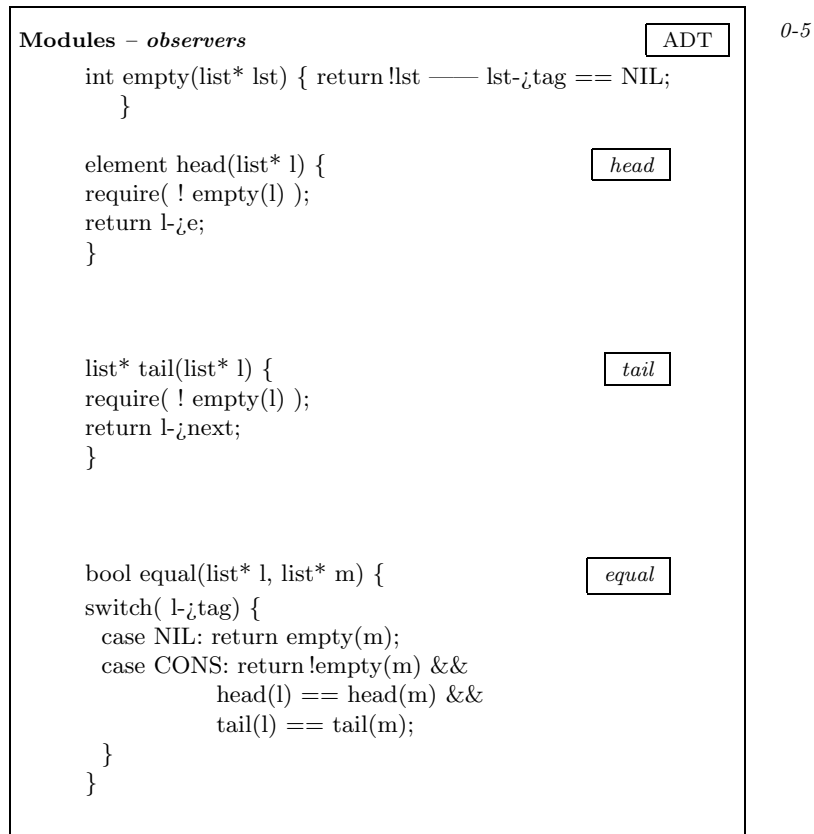 Modules – observers ADT 0-5
int empty(list* lst) { return !lst —— lst-¿tag == NIL;
}
element head(list* l) { head
require( ! empty(l) );
return l-¿e;
}
list* tail(list* l) { tail
require( ! empty(l) );
return l-¿next;
}
bool equal(list* l, list* m) { equal
switch( l-¿tag) {
case NIL: return empty(m);
case CONS: return !empty(m) &&
head(l) == head(m) &&
tail(l) == tail(m);
}
}